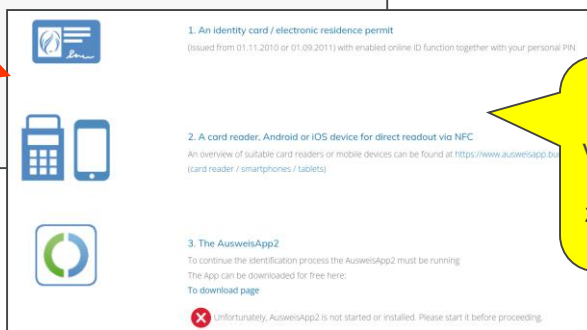 1. An identity card / electronic residence permit
(issued from 01.11.2010 or 01.09.2011) with enabled online ID function together with your personal PIN
2. A card reader, Android or iOS device for direct readout via NFC
An overview of suitable card readers or mobile devices can be found at https://www.ausweisapp.bu
(card reader / smartphones / tablets)
3. The AusweisApp2
To continue the identification process the AusweisApp2 must be running
The App can be downloaded for free here:
To download page
Unfortunately, AusweisApp2 is not started or installed. Please start it before proceeding.